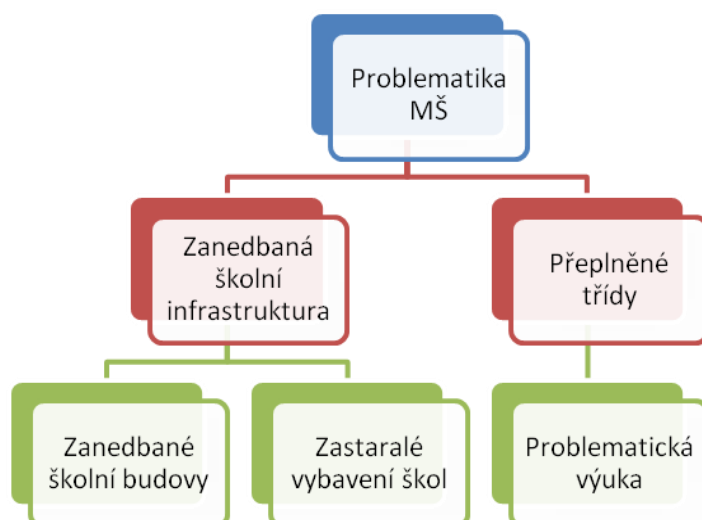 Problematika
MŠ
Zanedbaná
školní
infrastruktura
Přeplněné
třídy
Zanedbané
školní budovy
Zastaralé
vybavení škol
Problematická
výuka